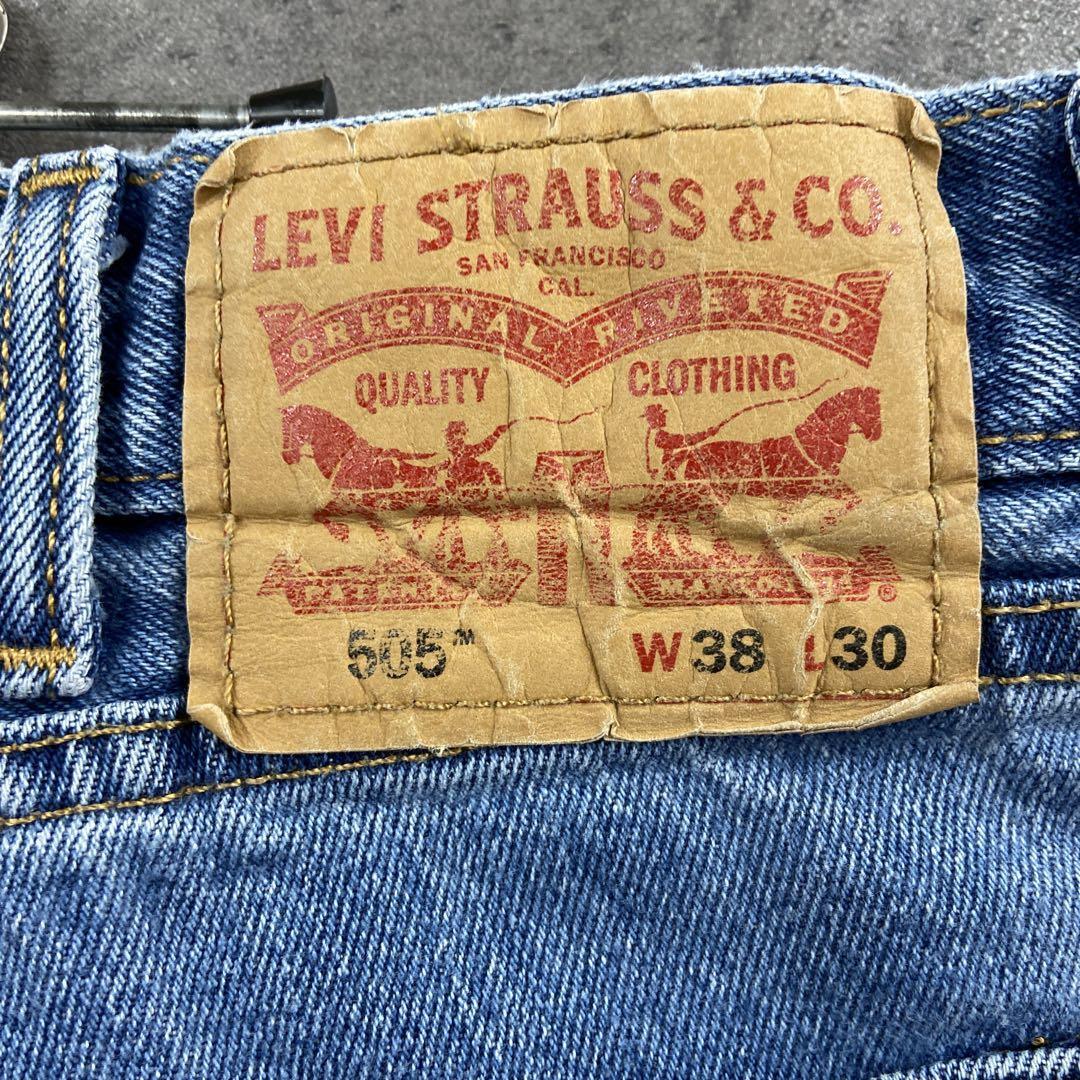 LEVI STRAUSS & CO.
SAN FRANCISCO
CAL.
ORIGINAL RIVETED
QUALITY CLOTHING
505™ W38 L30